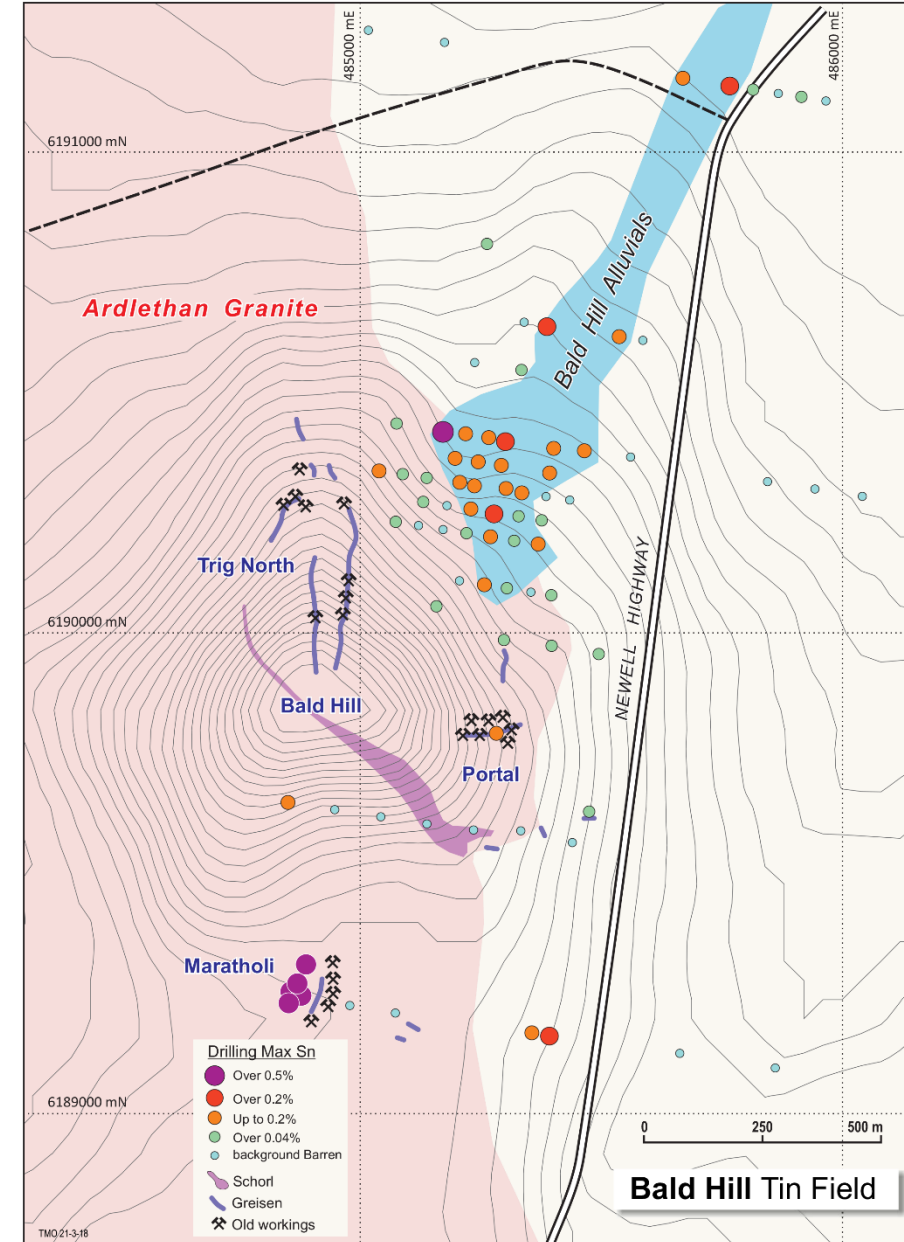 485000 mE
486000 mE
6191000 mN
Bald Hill Alluvials
Ardlethan Granite
Trig North
NEWELL HIGHWAY
6190000 mN
Bald Hill
Portal
Maratholi
Drilling Max Sn
Over 0.5%
Over 0.2%
Up to 0.2%
Over 0.04%
background Barren
Schorl
Greisen
Old workings
6189000 mN
0 250 500 m
Bald Hill Tin Field
TMO 21-3-18